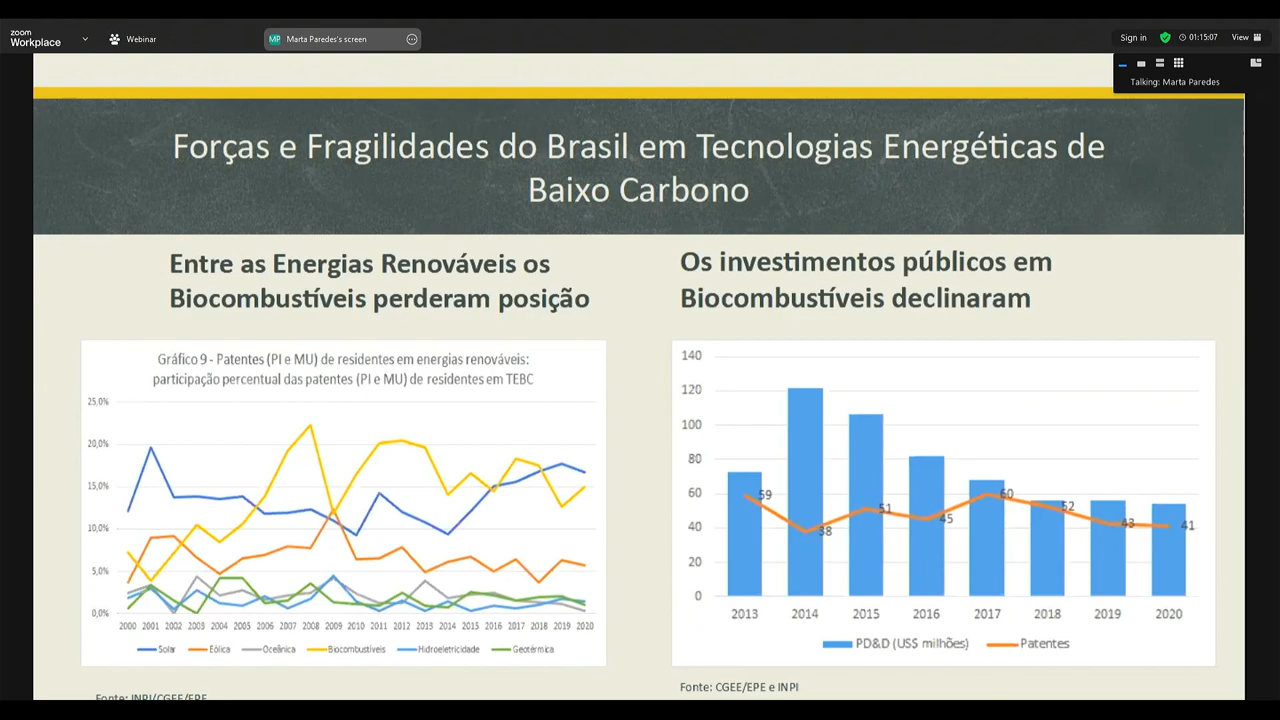 zoom
Workplace
Webinar
MP Marta Paredes's screen
Sign in
01:15:07
View
Talking: Marta Paredes
Forças e Fragilidades do Brasil em Tecnologias Energéticas de
Baixo Carbono
Entre as Energias Renováveis os
Biocombustíveis perderam posição
Gráfico 9 - Patentes (PI e MU) de residentes em energias renováveis:
participação percentual das patentes (PI e MU) de residentes em TEBC
25,0%
20,0%
15,0%
10,0%
5,0%
0,0%
2000 2001 2002 2003 2004 2005 2006 2007 2008 2009 2010 2011 2012 2013 2014 2015 2016 2017 2018 2019 2020
Solar Eólica Oceânica Biocombustíveis Hidroeletricidade Geotérmica
Fonte: INPI/CGEE/EPE
Os investimentos públicos em
Biocombustíveis declinaram
140
120
100
80
60
40
20
0
59 38 51 45 60 52 43 41
2013 2014 2015 2016 2017 2018 2019 2020
PD&D (US$ milhões) Patentes
Fonte: CGEE/EPE e INPI